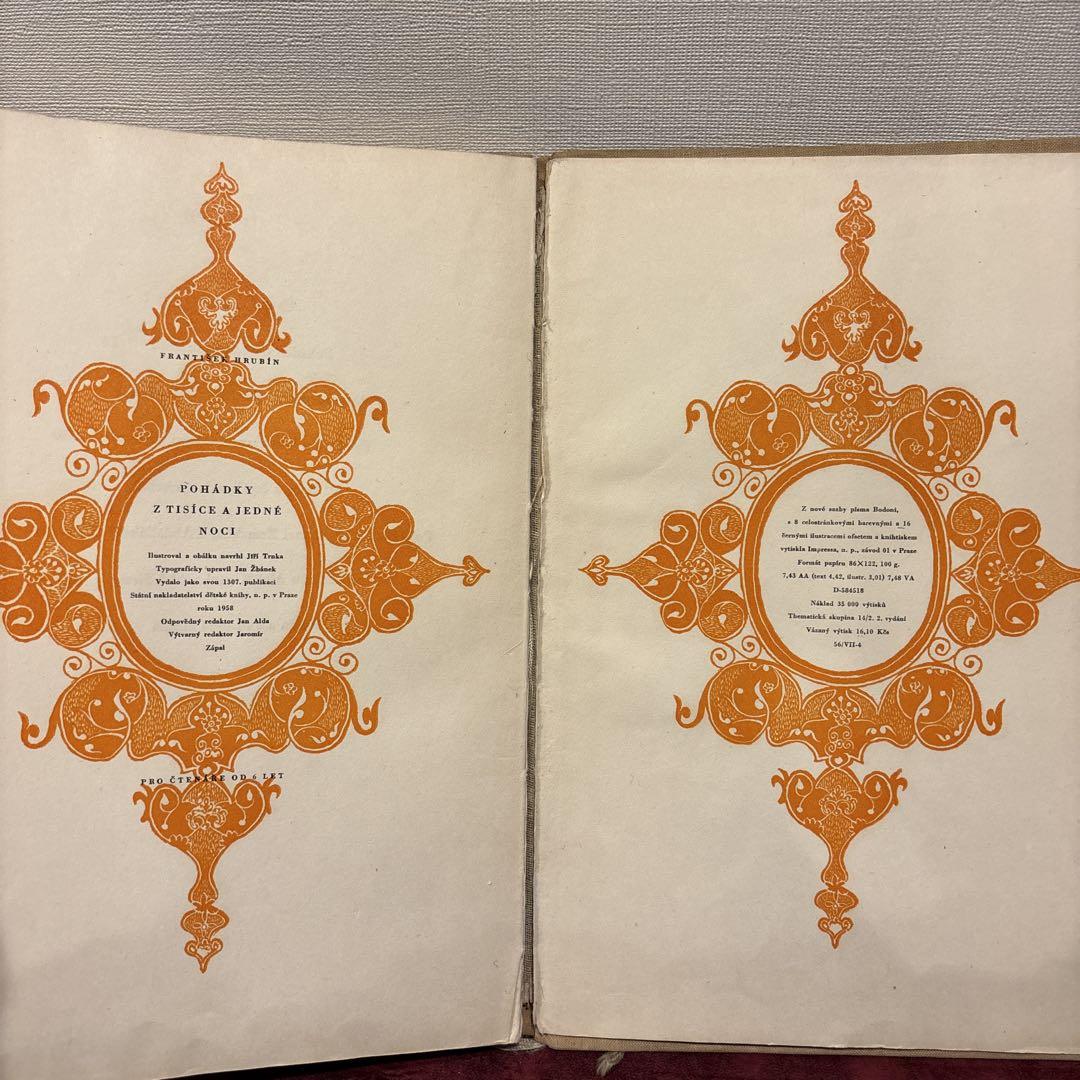 FRANTIŠEK HRUBÍN
POHÁDKY
Z TISÍCE A JEDNÉ
NOCI
Ilustroval a obálku navrhl Jiří Trnka
Typograficky upravil Jan Žbánek
Vydalo jako svou 1307. publikaci
Státní nakladatelství dětské knihy, n. p. v Praze
roku 1958
Odpovědný redaktor Jan Alda
Výtvarný redaktor Jaromír
Zápal
PRO ČTENÁŘE OD 6 LET
Z nové sazby písma Bodoni,
s 8 celostránkovými barevnými a 16
černými ilustracemi ofsetem a knihtiskem
vytiskla Impressa, n. p., závod 01 v Praze
Formát papíru 86×122, 100 g.
7,43 AA (text 4,42, ilustr. 3,01) 7,48 VA
D-584518
Náklad 35 000 výtisků
Thematická skupina 14/2. 2. vydání
Vázaný výtisk 16,10 Kčs
56/VII-4